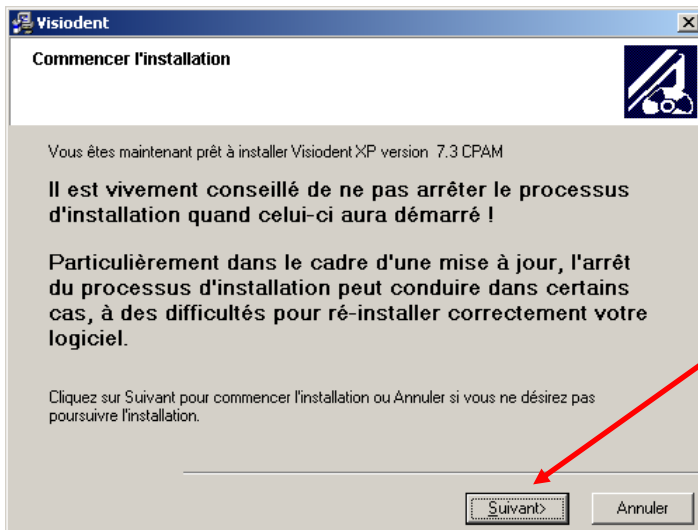 Visiodent
Commencer l'installation
Vous êtes maintenant prêt à installer Visiodent XP version  7.3 CPAM
Il est vivement conseillé de ne pas arrêter le processus
d'installation quand celui-ci aura démarré !
Particulièrement dans le cadre d'une mise à jour, l'arrêt
du processus d'installation peut conduire dans certains
cas, à des difficultés pour ré-installer correctement votre
logiciel.
Cliquez sur Suivant pour commencer l'installation ou Annuler si vous ne désirez pas
poursuivre l'installation.
Suivant> Annuler